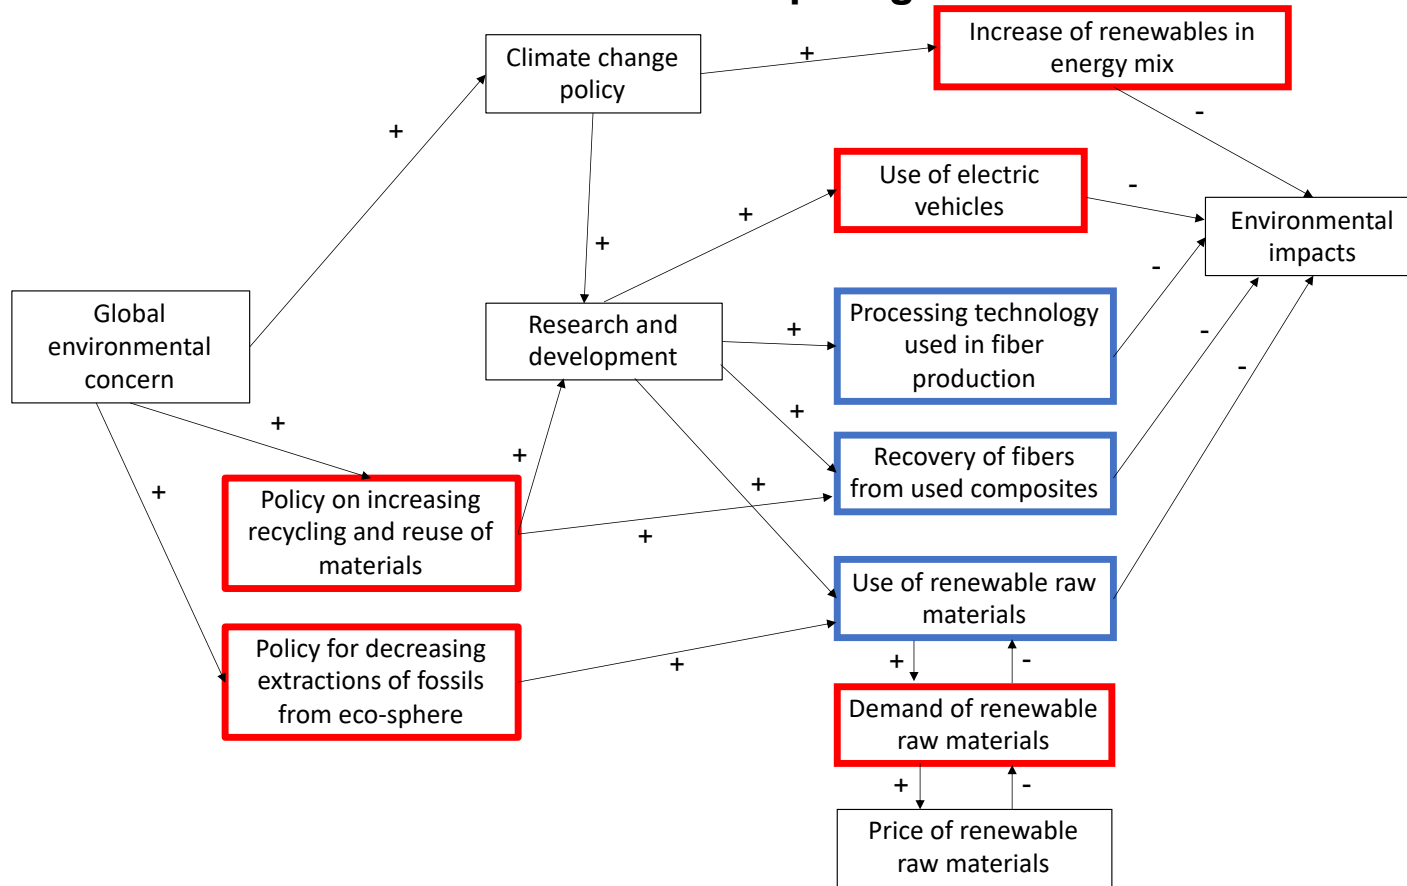 Increase of renewables in
energy mix
Climate change
policy
+
-
+
Use of electric
vehicles
-
+
+
Environmental
impacts
-
Global
environmental
concern
Research and
development
+
Processing technology
used in fiber
production
-
-
+
+
+
Recovery of fibers
from used composites
+
+
Policy on increasing
recycling and reuse of
materials
+
Use of renewable raw
materials
Policy for decreasing
extractions of fossils
from eco-sphere
+
+
-
Demand of renewable
raw materials
+
-
Price of renewable
raw materials